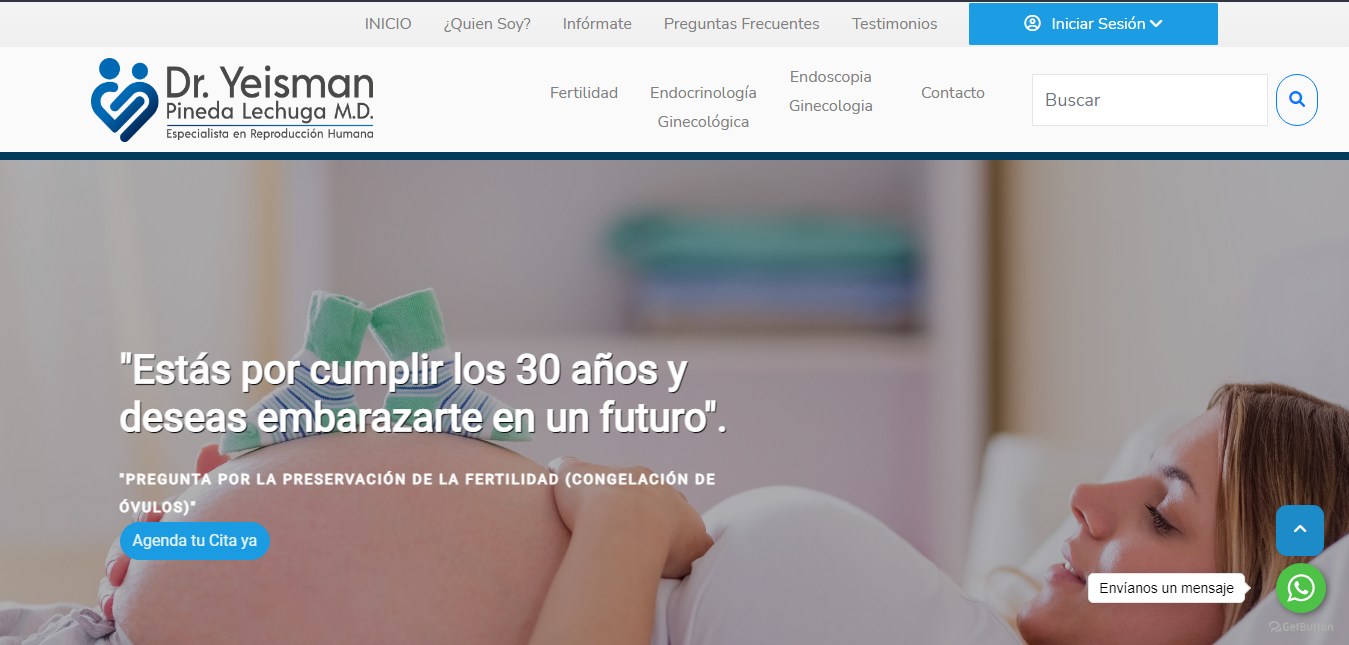 INICIO ¿Quien Soy? Infórmate Preguntas Frecuentes Testimonios Iniciar Sesión
Dr. Yeisman
Pineda Lechuga M.D.
Especialista en Reproducción Humana
Fertilidad
Endocrinología
Ginecológica
Endoscopia
Ginecologia
Contacto
Buscar
"Estás por cumplir los 30 años y
deseas embarazarte en un futuro".
"PREGUNTA POR LA PRESERVACIÓN DE LA FERTILIDAD (CONGELACIÓN DE
ÓVULOS)"
Agenda tu Cita ya
Envíanos un mensaje
GetButton